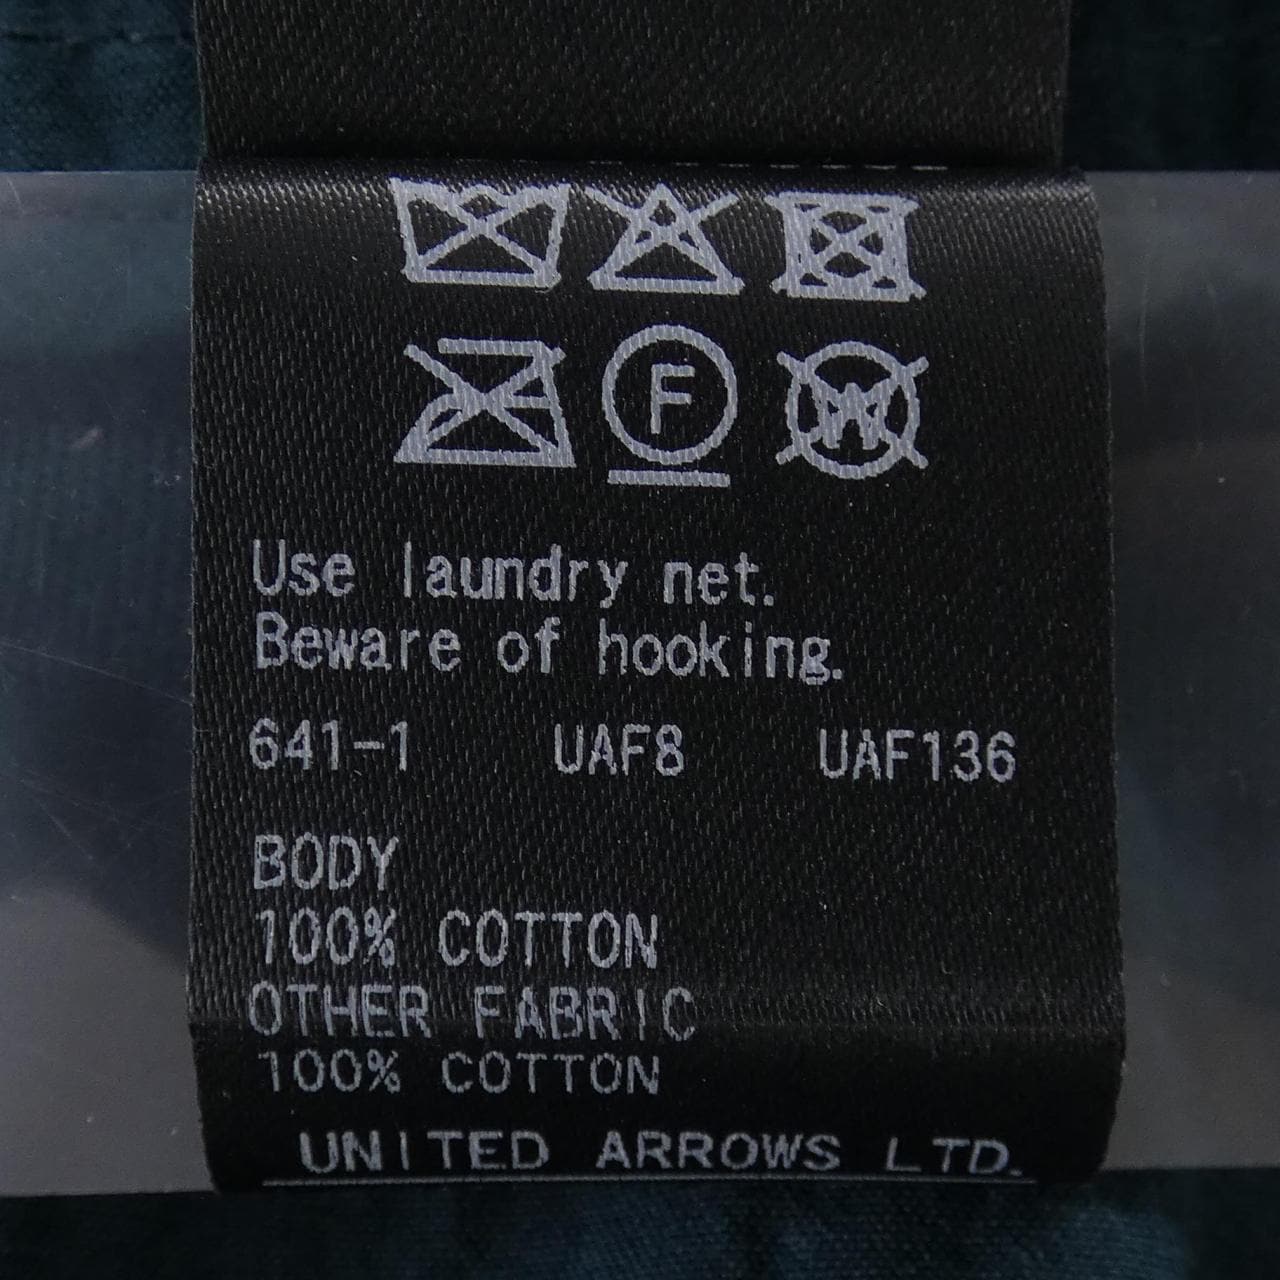 F W
Use laundry net.
Beware of hooking.
641-1 UAF8 UAF136
BODY
100% COTTON
OTHER FABRIC
100% COTTON
UNITED ARROWS LTD.